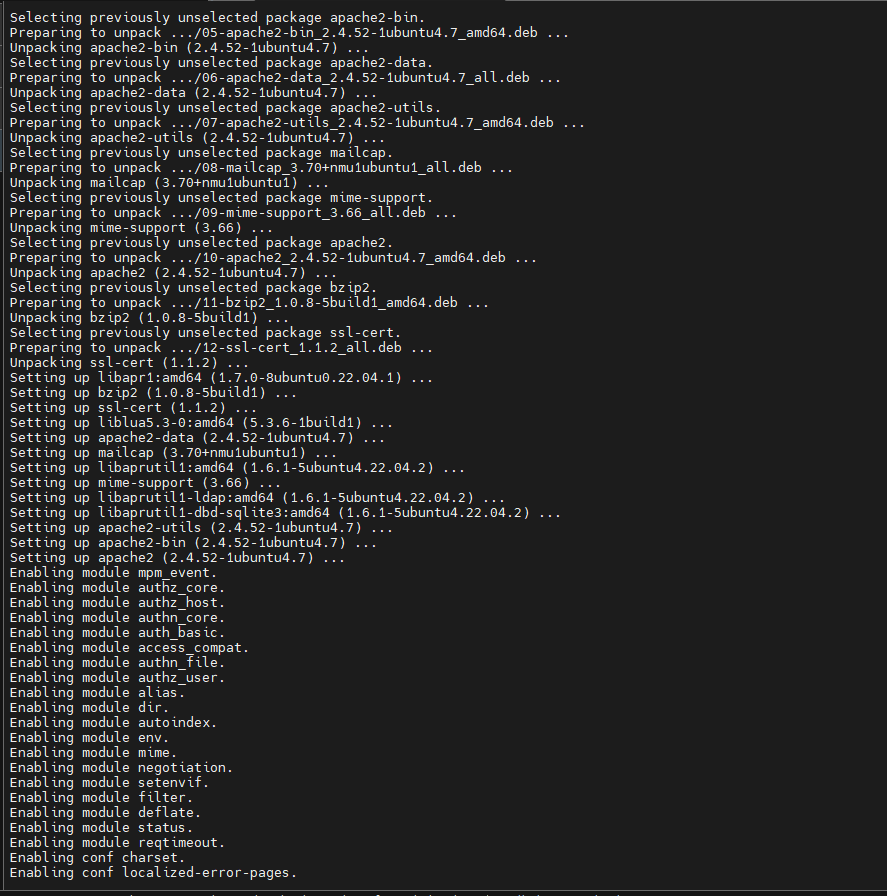 Selecting previously unselected package apache2-bin.
Preparing to unpack .../05-apache2-bin_2.4.52-1ubuntu4.7_amd64.deb ...
Unpacking apache2-bin (2.4.52-1ubuntu4.7) ...
Selecting previously unselected package apache2-data.
Preparing to unpack .../06-apache2-data_2.4.52-1ubuntu4.7_all.deb ...
Unpacking apache2-data (2.4.52-1ubuntu4.7) ...
Selecting previously unselected package apache2-utils.
Preparing to unpack .../07-apache2-utils_2.4.52-1ubuntu4.7_amd64.deb ...
Unpacking apache2-utils (2.4.52-1ubuntu4.7) ...
Selecting previously unselected package mailcap.
Preparing to unpack .../08-mailcap_3.70+nmu1ubuntu1_all.deb ...
Unpacking mailcap (3.70+nmu1ubuntu1) ...
Selecting previously unselected package mime-support.
Preparing to unpack .../09-mime-support_3.66_all.deb ...
Unpacking mime-support (3.66) ...
Selecting previously unselected package apache2.
Preparing to unpack .../10-apache2_2.4.52-1ubuntu4.7_amd64.deb ...
Unpacking apache2 (2.4.52-1ubuntu4.7) ...
Selecting previously unselected package bzip2.
Preparing to unpack .../11-bzip2_1.0.8-5build1_amd64.deb ...
Unpacking bzip2 (1.0.8-5build1) ...
Selecting previously unselected package ssl-cert.
Preparing to unpack .../12-ssl-cert_1.1.2_all.deb ...
Unpacking ssl-cert (1.1.2) ...
Setting up libapr1:amd64 (1.7.0-8ubuntu0.22.04.1) ...
Setting up bzip2 (1.0.8-5build1) ...
Setting up ssl-cert (1.1.2) ...
Setting up liblua5.3-0:amd64 (5.3.6-1build1) ...
Setting up apache2-data (2.4.52-1ubuntu4.7) ...
Setting up mailcap (3.70+nmu1ubuntu1) ...
Setting up libaprutil1:amd64 (1.6.1-5ubuntu4.22.04.2) ...
Setting up mime-support (3.66) ...
Setting up libaprutil1-ldap:amd64 (1.6.1-5ubuntu4.22.04.2) ...
Setting up libaprutil1-dbd-sqlite3:amd64 (1.6.1-5ubuntu4.22.04.2) ...
Setting up apache2-utils (2.4.52-1ubuntu4.7) ...
Setting up apache2-bin (2.4.52-1ubuntu4.7) ...
Setting up apache2 (2.4.52-1ubuntu4.7) ...
Enabling module mpm_event.
Enabling module authz_core.
Enabling module authz_host.
Enabling module authn_core.
Enabling module auth_basic.
Enabling module access_compat.
Enabling module authn_file.
Enabling module authz_user.
Enabling module alias.
Enabling module dir.
Enabling module autoindex.
Enabling module env.
Enabling module mime.
Enabling module negotiation.
Enabling module setenvif.
Enabling module filter.
Enabling module deflate.
Enabling module status.
Enabling module reqtimeout.
Enabling conf charset.
Enabling conf localized-error-pages.